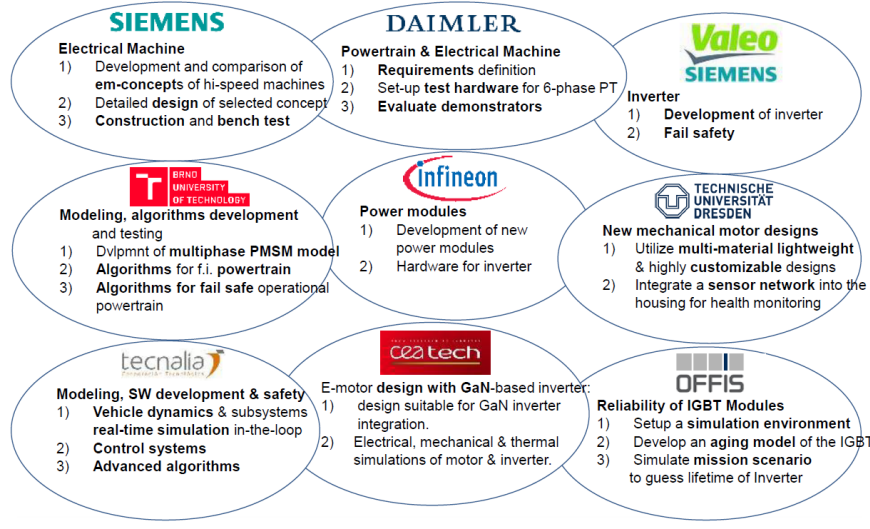 SIEMENS
Electrical Machine
1) Development and comparison of
em-concepts of hi-speed machines
2) Detailed design of selected concept
3) Construction and bench test
DAIMLER
Powertrain & Electrical Machine
1) Requirements definition
2) Set-up test hardware for 6-phase PT
3) Evaluate demonstrators
Valeo
SIEMENS
Inverter
1) Development of inverter
2) Fail safety
T
BRNO
UNIVERSITY
OF TECHNOLOGY
Modeling, algorithms development
and testing
1) Dvlpmnt of multiphase PMSM model
2) Algorithms for f.i. powertrain
3) Algorithms for fail safe operational
powertrain
infineon
Power modules
1) Development of new
power modules
2) Hardware for inverter
TECHNISCHE
UNIVERSITÄT
DRESDEN
New mechanical motor designs
1) Utilize multi-material lightweight
& highly customizable designs
2) Integrate a sensor network into the
housing for health monitoring
tecnalia
Modeling, SW development & safety
1) Vehicle dynamics & subsystems
real-time simulation in-the-loop
2) Control systems
3) Advanced algorithms
ceatech
E-motor design with GaN-based inverter:
1) design suitable for GaN inverter
integration.
2) Electrical, mechanical & thermal
simulations of motor & inverter.
OFFIS
Reliability of IGBT Modules
1) Setup a simulation environment
2) Develop an aging model of the IGBT
3) Simulate mission scenario
to guess lifetime of Inverter